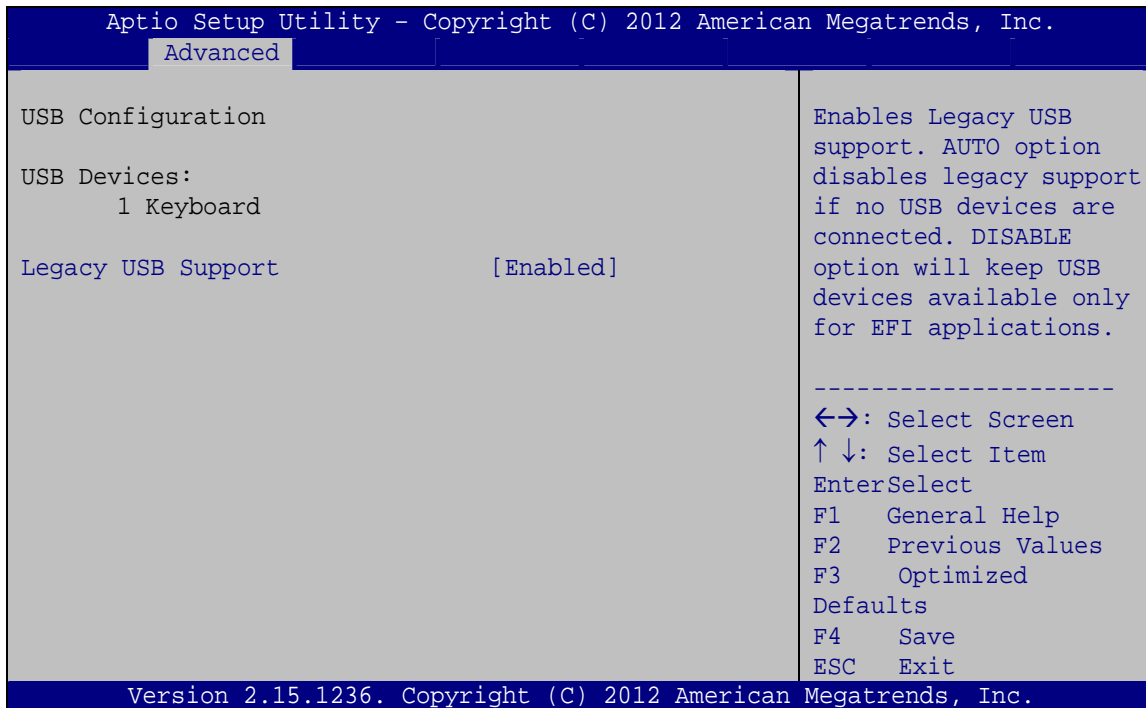 Aptio Setup Utility – Copyright (C) 2012 American Megatrends, Inc.
Advanced
USB Configuration
USB Devices:
1 Keyboard
Legacy USB Support [Enabled]
Enables Legacy USB
support. AUTO option
disables legacy support
if no USB devices are
connected. DISABLE
option will keep USB
devices available only
for EFI applications.
---------------------
←→: Select Screen
↑ ↓: Select Item
EnterSelect
F1 General Help
F2 Previous Values
F3 Optimized
Defaults
F4 Save
ESC Exit
Version 2.15.1236. Copyright (C) 2012 American Megatrends, Inc.